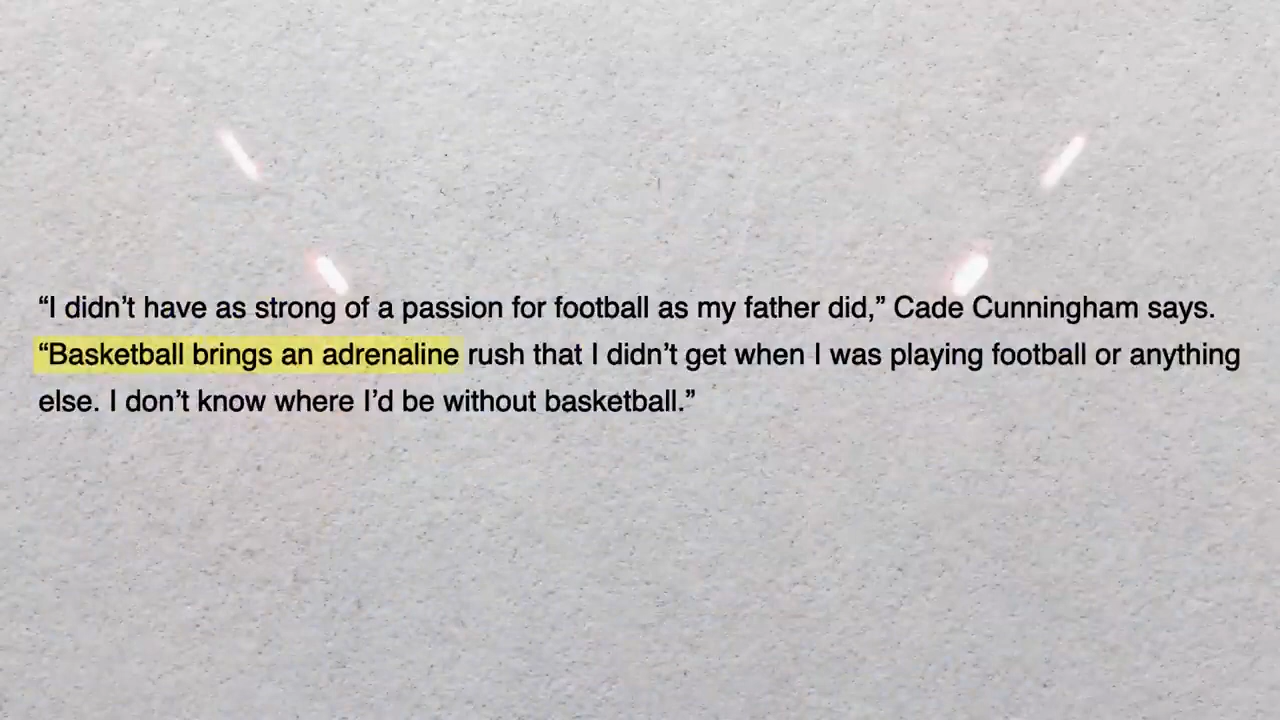 “I didn’t have as strong of a passion for football as my father did,” Cade Cunningham says.
“Basketball brings an adrenaline rush that I didn’t get when I was playing football or anything
else. I don’t know where I’d be without basketball.”